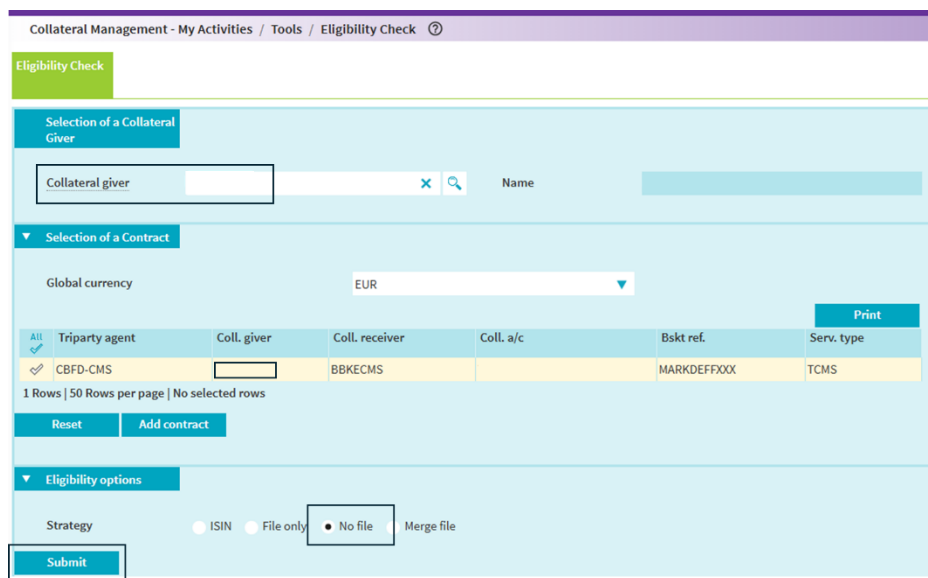 Collateral Management - My Activities / Tools / Eligibility Check ?
Eligibility Check
Selection of a Collateral
Giver
Collateral giver Name
Selection of a Contract
Global currency EUR
Print
All Triparty agent Coll. giver Coll. receiver Coll. a/c Bskt ref. Serv. type
CBFD-CMS BBKECMS MARKDEFFXXX TCMS
1 Rows | 50 Rows per page | No selected rows
Reset Add contract
Eligibility options
Strategy ISIN File only No file Merge file
Submit